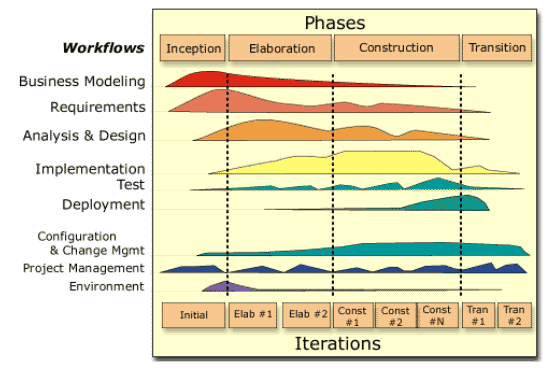 Phases
Workflows
Inception
Elaboration
Construction
Transition
Business Modeling
Requirements
Analysis & Design
Implementation
Test
Deployment
Configuration
& Change Mgmt
Project Management
Environment
Initial
Elab #1
Elab #2
Const
#1
Const
#2
Const
#N
Tran
#1
Tran
#2
Iterations